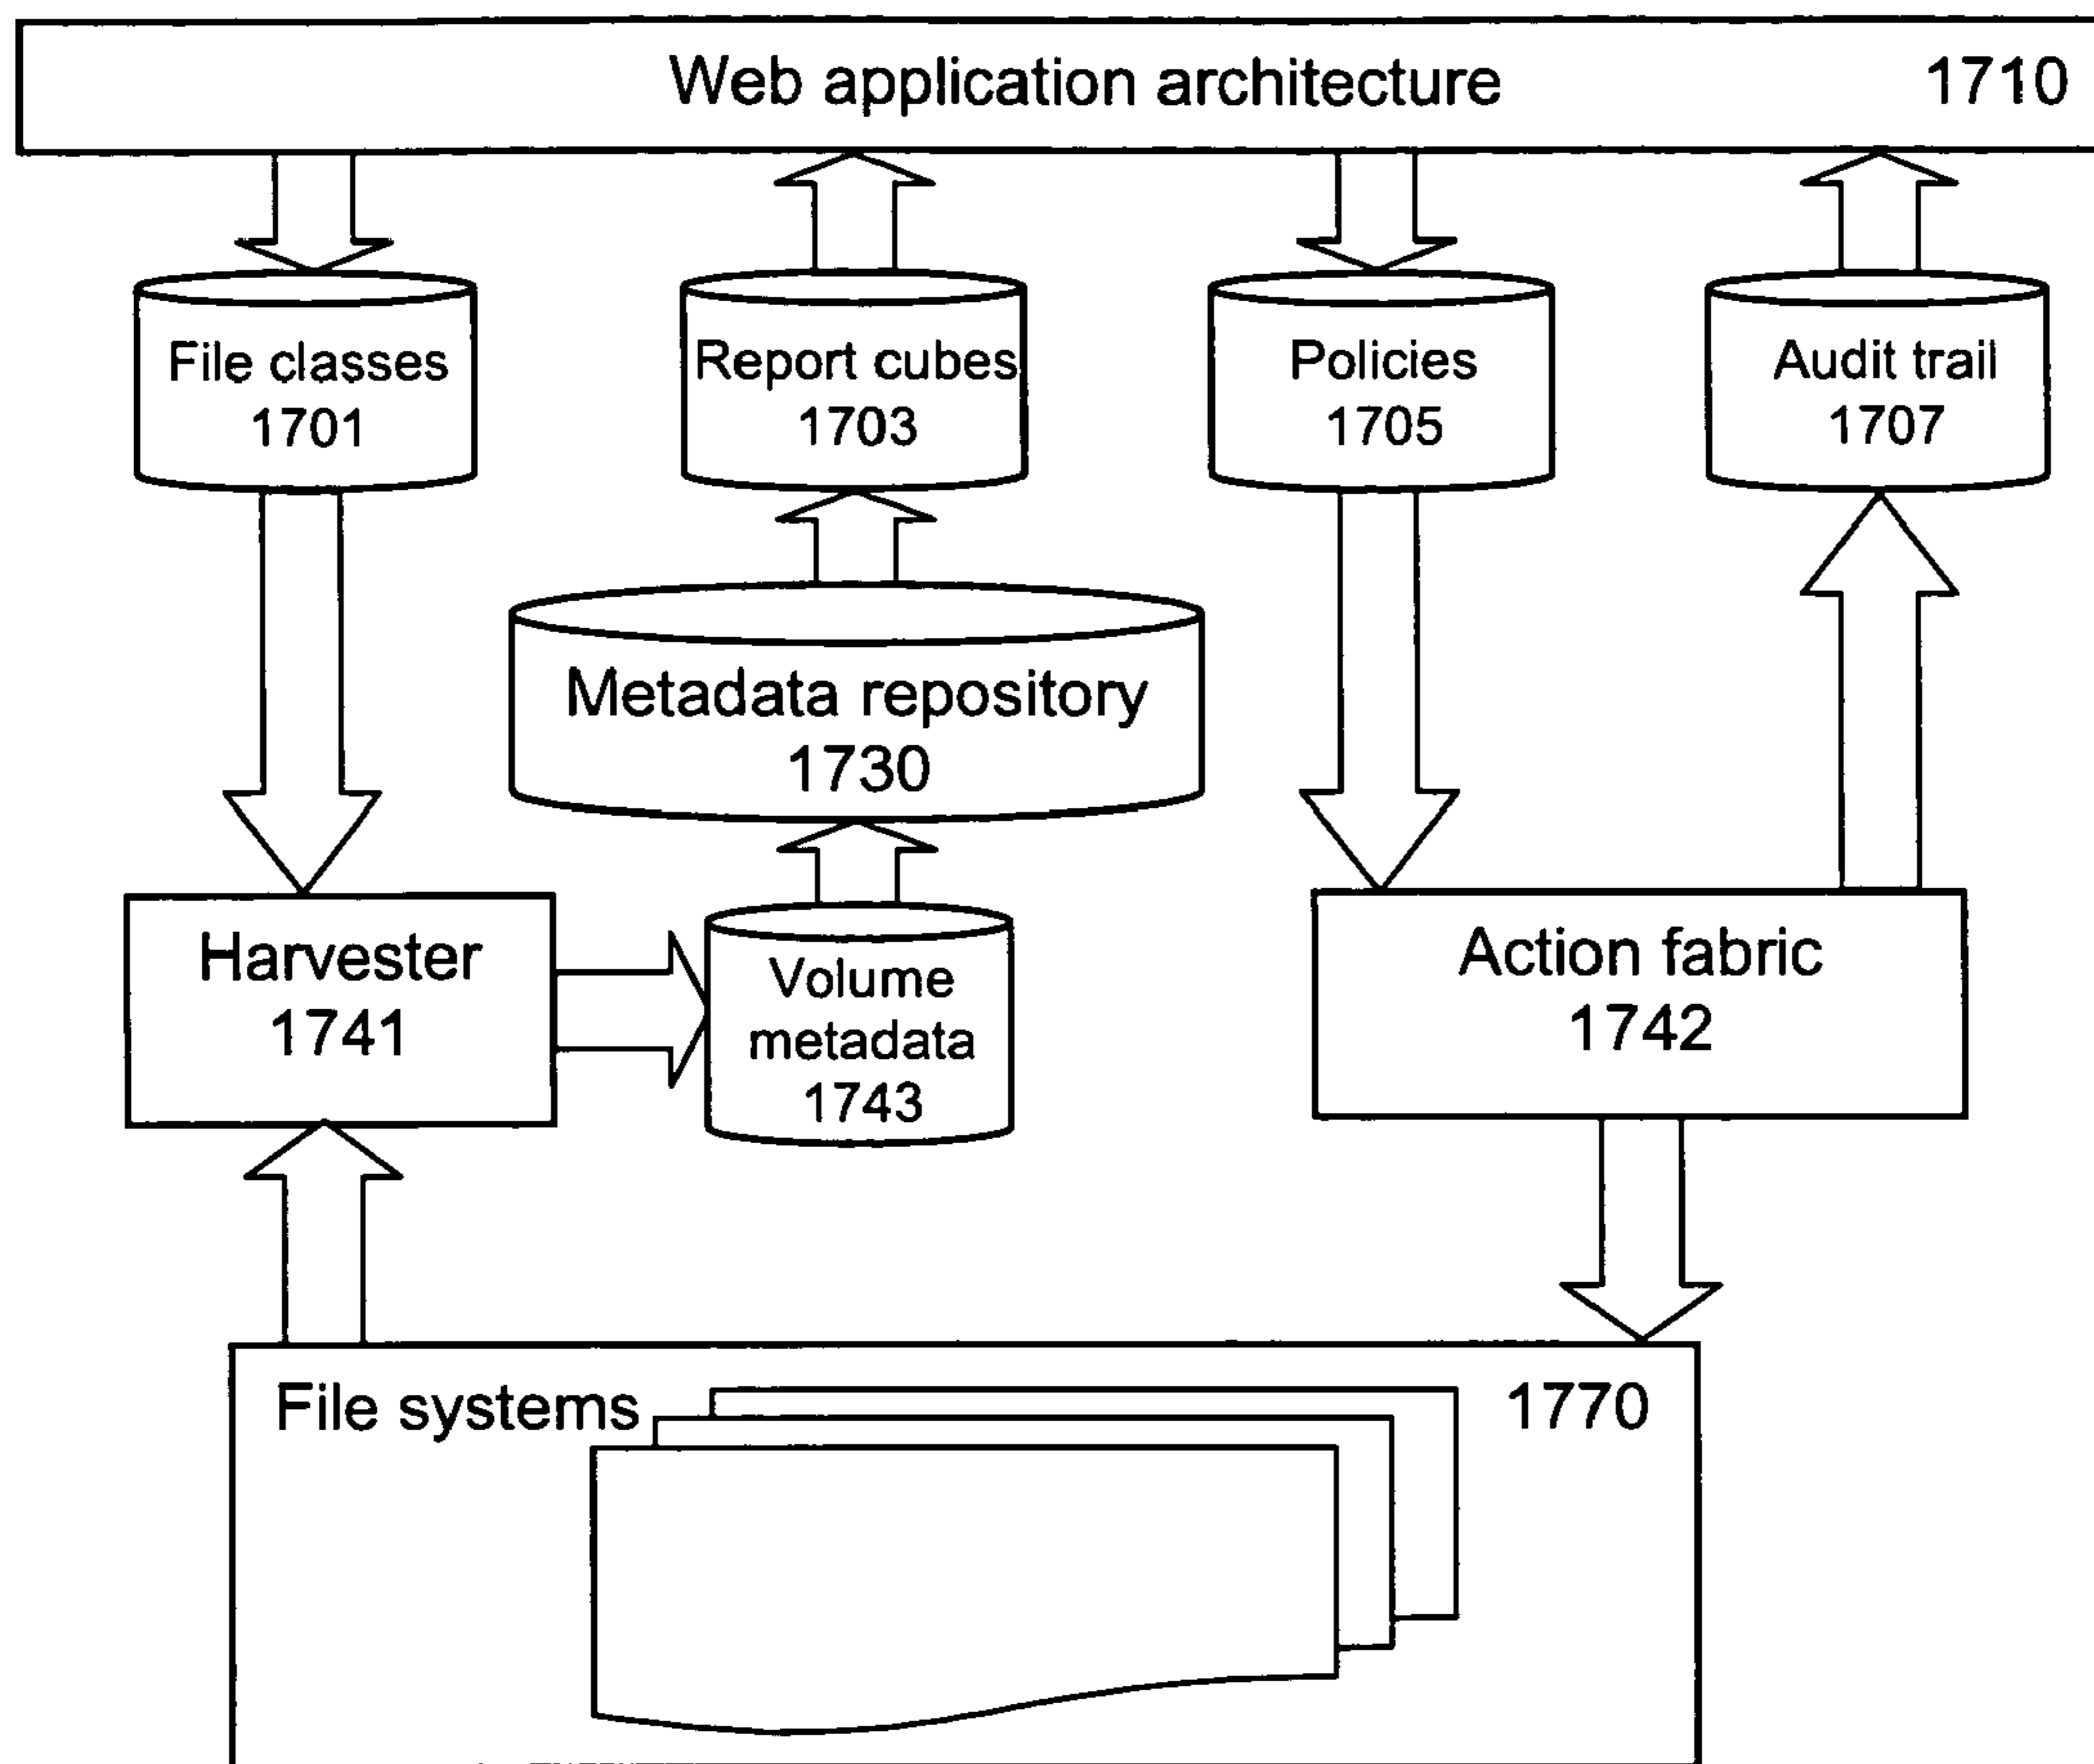 Web application architecture 1710
File classes
1701
Report cubes
1703
Policies
1705
Audit trail
1707
Metadata repository
1730
Harvester
1741
Volume
metadata
1743
Action fabric
1742
File systems 1770